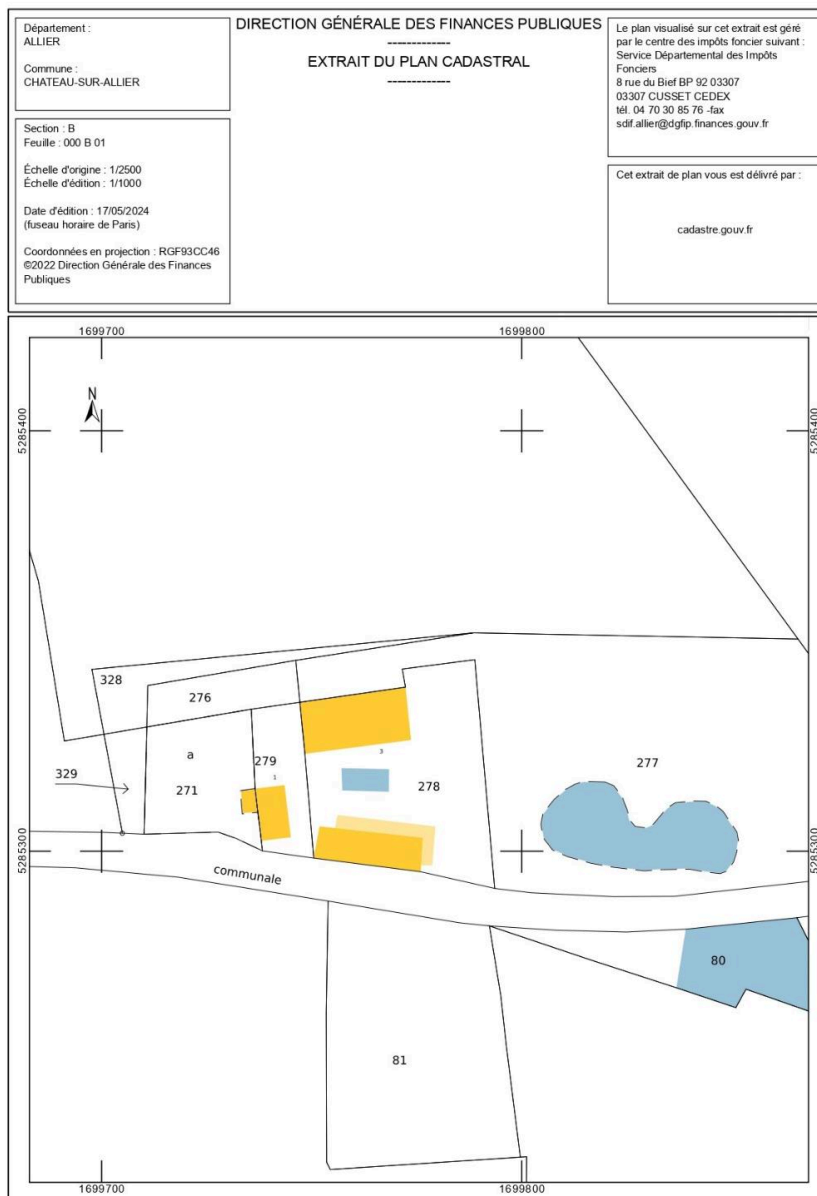 Département :
ALLIER
Commune :
CHATEAU-SUR-ALLIER
Section : B
Feuille : 000 B 01
Échelle d'origine : 1/2500
Échelle d'édition : 1/1000
Date d'édition : 17/05/2024
(fuseau horaire de Paris)
Coordonnées en projection : RGF93CC46
©2022 Direction Générale des Finances
Publiques
DIRECTION GÉNÉRALE DES FINANCES PUBLIQUES
-------------
EXTRAIT DU PLAN CADASTRAL
-------------
Le plan visualisé sur cet extrait est géré
par le centre des impôts foncier suivant :
Service Départemental des Impôts
Fonciers
8 rue du Bief BP 92 03307
03307 CUSSET CEDEX
tél. 04 70 30 85 76 -fax
sdif.allier@dgfip.finances.gouv.fr
Cet extrait de plan vous est délivré par :
cadastre.gouv.fr
1699700
1699800
N
5285400
5285400
328
276
a
279
3
277
329
271
1
278
5285300
5285300
communale
80
81
1699700
1699800